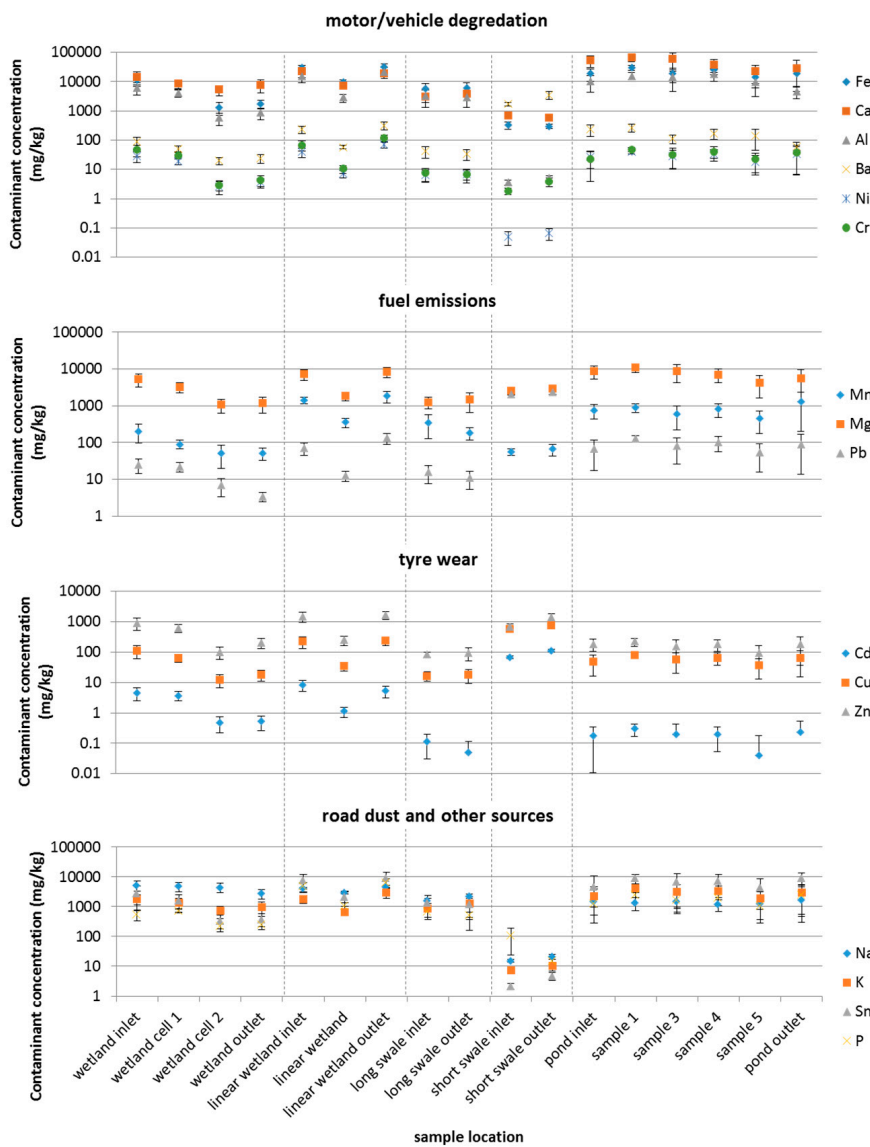 motor/vehicle degredation
Contaminant concentration
(mg/kg)
100000
10000
1000
100
10
1
0.1
0.01
Fe
Ca
Al
Ba
Ni
Cr
fuel emissions
Contaminant concentration
(mg/kg)
100000
10000
1000
100
10
1
Mn
Mg
Pb
tyre wear
Contaminant concentration
(mg/kg)
10000
1000
100
10
1
0.1
0.01
Cd
Cu
Zn
road dust and other sources
Contaminant concentration (mg/kg)
100000
10000
1000
100
10
1
Na
K
Sn
P
wetland inlet
wetland cell 1
wetland cell 2
wetland outlet
linear wetland inlet
linear wetland
linear wetland outlet
long swale inlet
long swale outlet
short swale inlet
short swale outlet
pond inlet
sample 1
sample 3
sample 4
sample 5
pond outlet
sample location